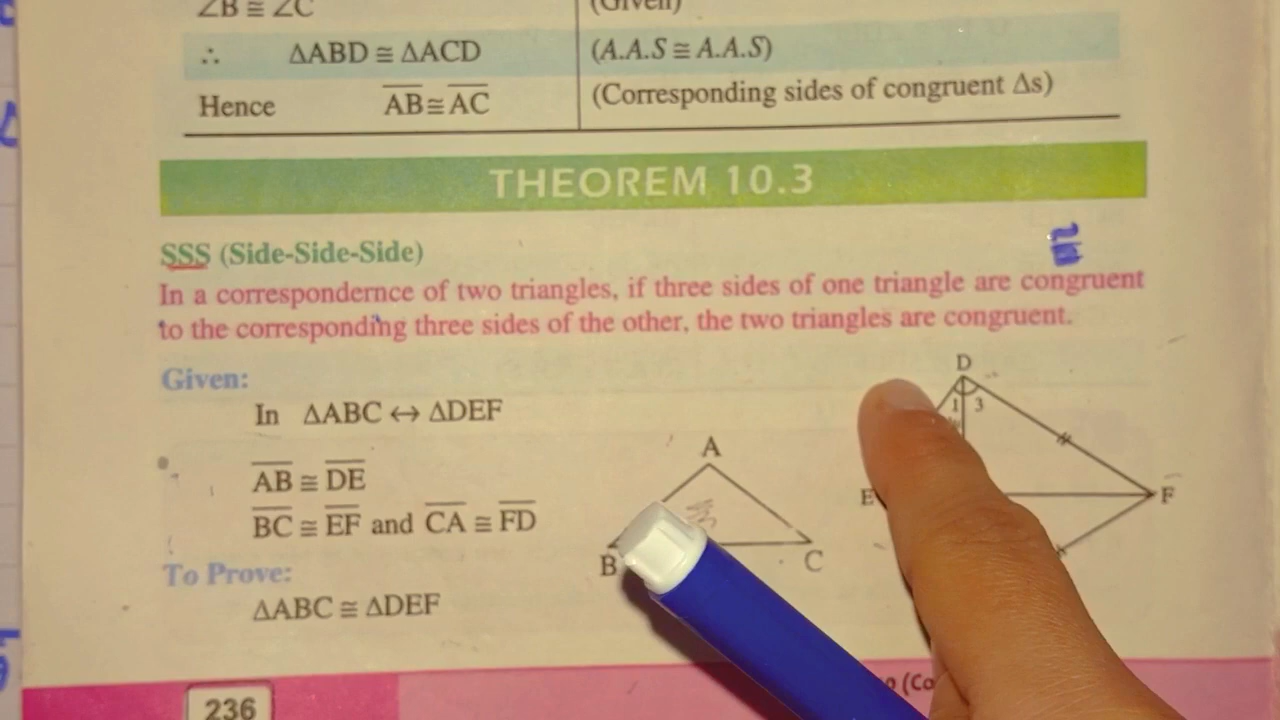 ∠B ≅ ∠C (Given)
∴ ΔABD ≅ ΔACD (A.A.S ≅ A.A.S)
Hence AB ≅ AC (Corresponding sides of congruent Δs)
THEOREM 10.3
≅
SSS (Side-Side-Side)
In a correspondernce of two triangles, if three sides of one triangle are congruent
to the corresponding three sides of the other, the two triangles are congruent.
Given:
In ΔABC ↔ ΔDEF
AB ≅ DE
BC ≅ EF and CA ≅ FD
To Prove:
ΔABC ≅ ΔDEF
A
B
C
D
1 3
E
F
236